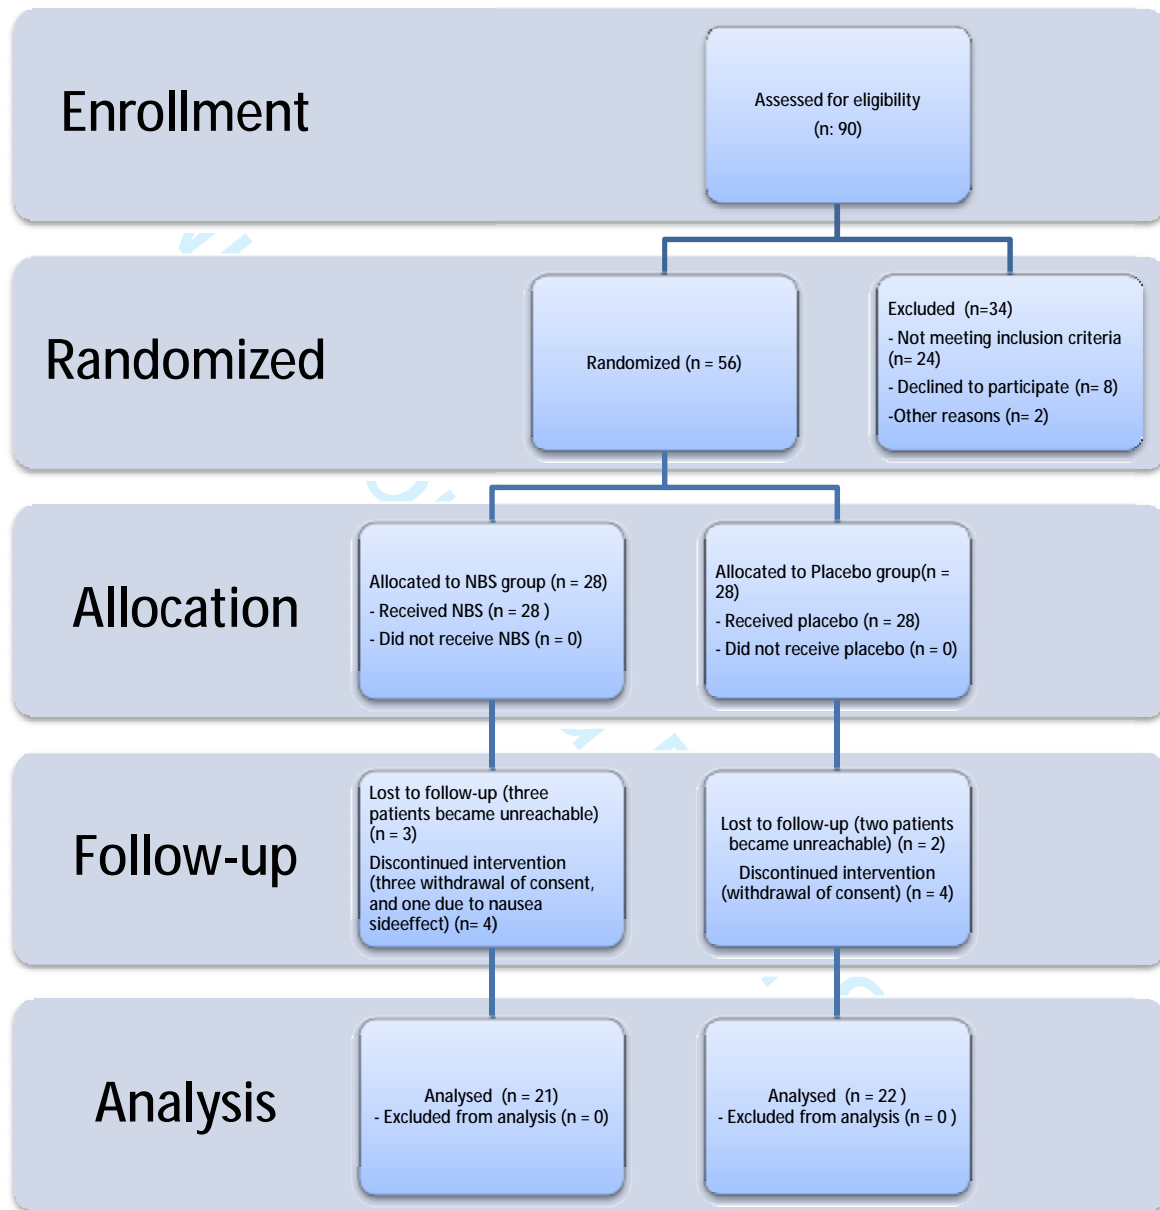 Enrollment
Assessed for eligibility
(n: 90)
Randomized
Randomized (n = 56)
Excluded  (n=34)
- Not meeting inclusion criteria
(n= 24)
- Declined to participate (n= 8)
-Other reasons (n= 2)
Allocation
Allocated to NBS group (n = 28)
- Received NBS (n = 28 )
- Did not receive NBS (n = 0)
Allocated to Placebo group(n =
28)
- Received placebo (n = 28)
- Did not receive placebo (n = 0)
Follow-up
Lost to follow-up (three
patients became unreachable)
(n = 3)
Discontinued intervention
(three withdrawal of consent,
and one due to nausea
sideeffect) (n= 4)
Lost to follow-up (two patients
became unreachable) (n = 2)
Discontinued intervention
(withdrawal of consent) (n = 4)
Analysis
Analysed  (n = 21)
- Excluded from analysis (n = 0)
Analysed  (n = 22 )
- Excluded from analysis (n = 0 )